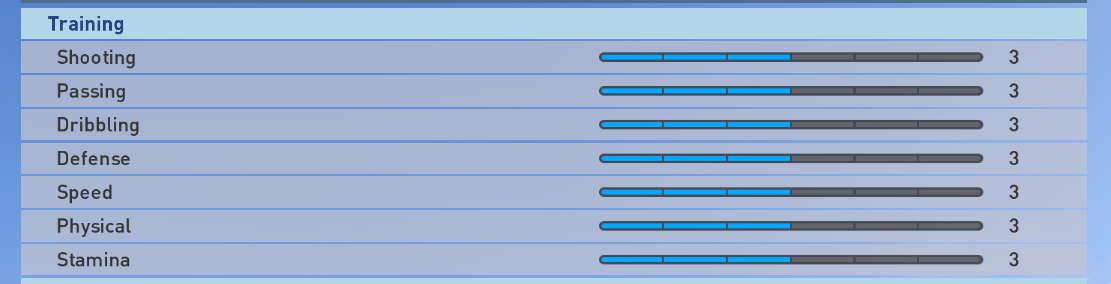 Training
Shooting 3
Passing 3
Dribbling 3
Defense 3
Speed 3
Physical 3
Stamina 3